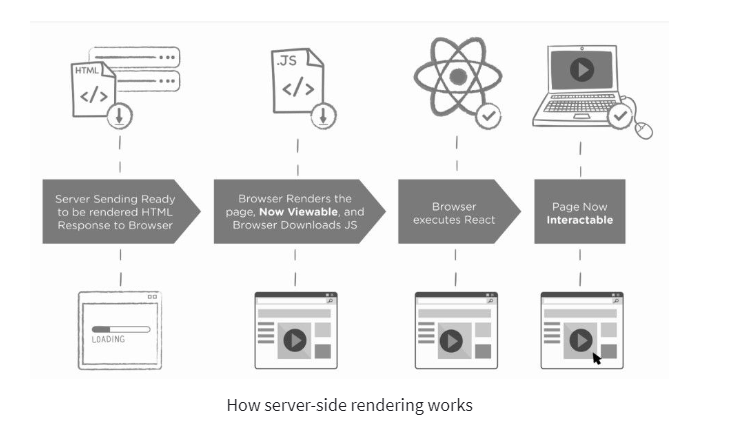 HTML
</>
.JS
</>
Server Sending Ready
to be rendered HTML
Response to Browser
Browser Renders the
page, Now Viewable, and
Browser Downloads JS
Browser
executes React
Page Now
Interactable
LOADING
How server-side rendering works